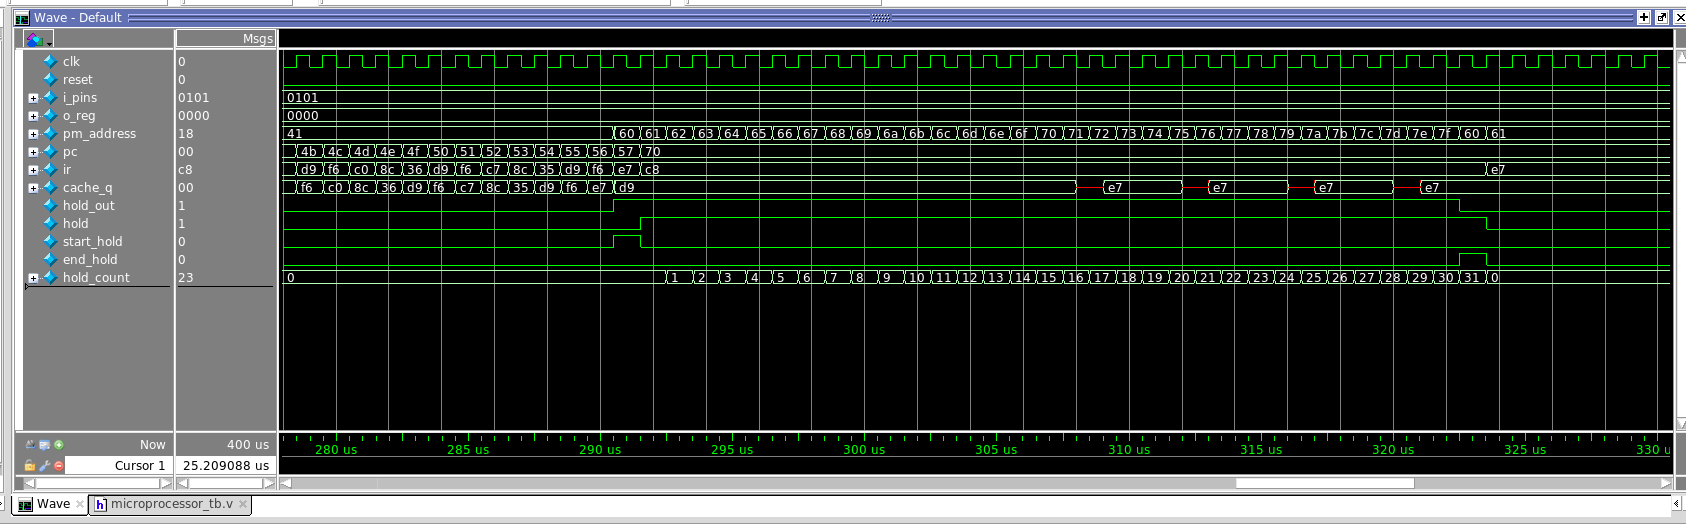 Wave - Default
Msgs
clk 0
reset 0
i_pins 0101 0101
o_reg 0000 0000
pm_address 18 41 60 61 62 63 64 65 66 67 68 69 6a 6b 6c 6d 6e 6f 70 71 72 73 74 75 76 77 78 79 7a 7b 7c 7d 7e 7f 60 61
pc 00 4b 4c 4d 4e 4f 50 51 52 53 54 55 56 57 70
ir c8 d9 f6 c0 8c 36 d9 f6 c7 8c 35 d9 f6 e7 c8 e7
cache_q 00 f6 c0 8c 36 d9 f6 c7 8c 35 d9 f6 e7 d9 e7 e7 e7 e7
hold_out 1
hold 1
start_hold 0
end_hold 0
hold_count 23 0 1 2 3 4 5 6 7 8 9 10 11 12 13 14 15 16 17 18 19 20 21 22 23 24 25 26 27 28 29 30 31 0
Now 400 us 280 us 285 us 290 us 295 us 300 us 305 us 310 us 315 us 320 us 325 us 330 u
Cursor 1 25.209088 us
Wave h microprocessor_tb.v